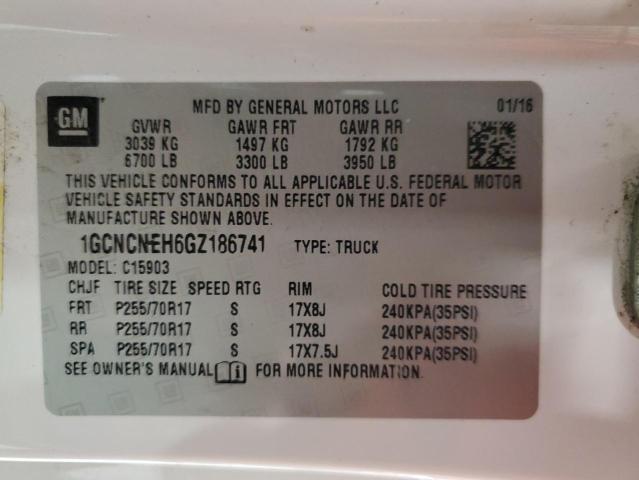 GM
MFD BY GENERAL MOTORS LLC 01/16
GVWR GAWR FRT GAWR RR
3039 KG 1497 KG 1792 KG
6700 LB 3300 LB 3950 LB
THIS VEHICLE CONFORMS TO ALL APPLICABLE U.S. FEDERAL MOTOR
VEHICLE SAFETY STANDARDS IN EFFECT ON THE DATE OF
MANUFACTURE SHOWN ABOVE.
1GCNCNEH6GZ186741 TYPE: TRUCK
MODEL: C15903
CHJF TIRE SIZE SPEED RTG RIM COLD TIRE PRESSURE
FRT P255/70R17 S 17X8J 240KPA(35PSI)
RR P255/70R17 S 17X8J 240KPA(35PSI)
SPA P255/70R17 S 17X7.5J 240KPA(35PSI)
SEE OWNER'S MANUAL FOR MORE INFORMATION.